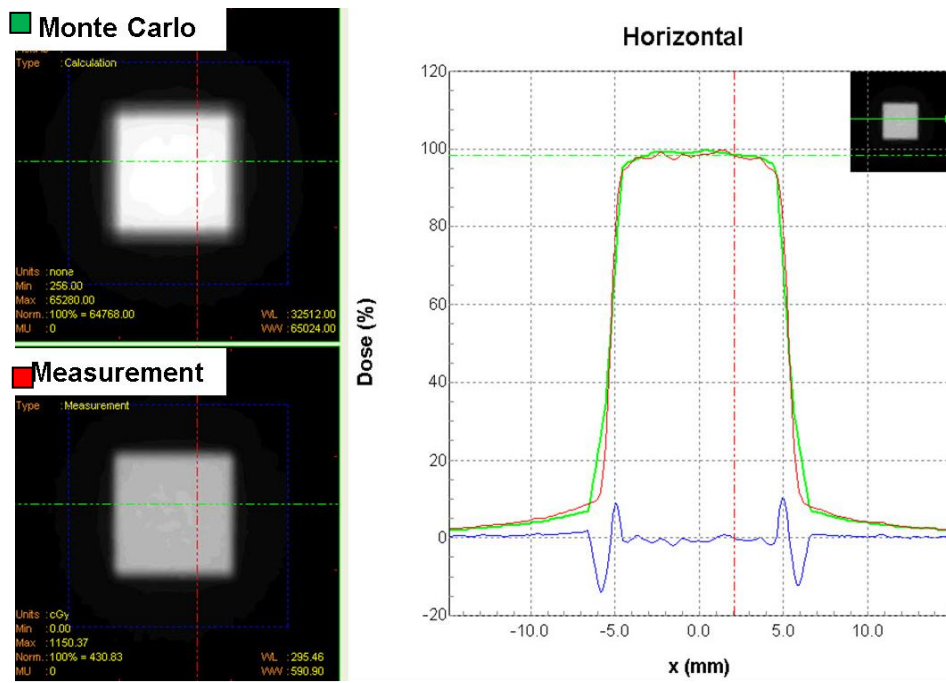 Monte Carlo
Type : Calculation
Units : none
Min : 256.00
Max : 65280.00
Norm. : 100% = 64768.00
MU : 0
WL : 32512.00
WW : 65024.00
Measurement
Type : Measurement
Units : cGy
Min : 0.00
Max : 1150.37
Norm. : 100% = 430.83
MU : 0
WL : 295.46
WW : 590.90
Horizontal
120
100
80
60
40
20
0
-20
Dose (%)
-10.0
-5.0
0.0
5.0
10.0
x (mm)